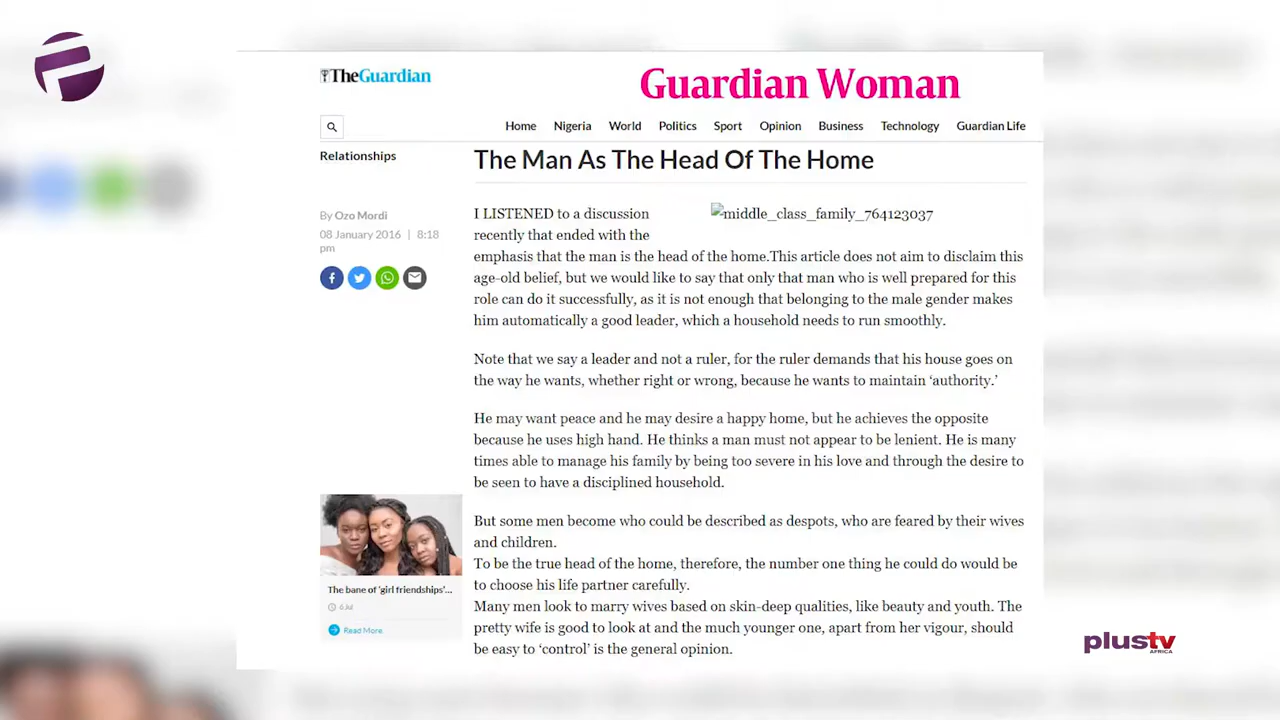 TheGuardian
Guardian Woman
Home Nigeria World Politics Sport Opinion Business Technology Guardian Life
Relationships
The Man As The Head Of The Home
By Ozo Mordi
08 January 2016 | 8:18
pm
middle_class_family_764123037
I LISTENED to a discussion
recently that ended with the
emphasis that the man is the head of the home.This article does not aim to disclaim this
age-old belief, but we would like to say that only that man who is well prepared for this
role can do it successfully, as it is not enough that belonging to the male gender makes
him automatically a good leader, which a household needs to run smoothly.
Note that we say a leader and not a ruler, for the ruler demands that his house goes on
the way he wants, whether right or wrong, because he wants to maintain ‘authority.’
He may want peace and he may desire a happy home, but he achieves the opposite
because he uses high hand. He thinks a man must not appear to be lenient. He is many
times able to manage his family by being too severe in his love and through the desire to
be seen to have a disciplined household.
But some men become who could be described as despots, who are feared by their wives
and children.
To be the true head of the home, therefore, the number one thing he could do would be
to choose his life partner carefully.
Many men look to marry wives based on skin-deep qualities, like beauty and youth. The
pretty wife is good to look at and the much younger one, apart from her vigour, should
be easy to ‘control’ is the general opinion.
The bane of ‘girl friendships’...
6 Jul
Read More
plustv
AFRICA